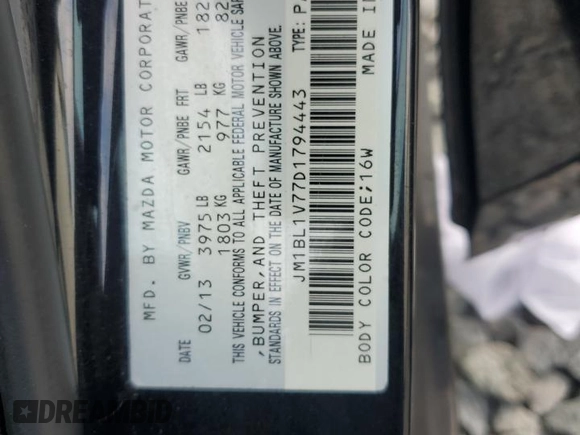 MFD. BY MAZDA MOTOR CORPORAT
DATE GVWR/PNBV GAWR/PNBE FRT GAWR/PNBE
02/13 3975 LB 2154 LB 182
1803 KG 977 KG 82
THIS VEHICLE CONFORMS TO ALL APPLICABLE FEDERAL MOTOR VEHICLE SAF
,BUMPER, AND THEFT PREVENTION
STANDARDS IN EFFECT ON THE DATE OF MANUFACTURE SHOWN ABOVE.
JM1BL1V77D1794443 TYPE: PA
BODY COLOR CODE;16W MADE IN
DREAMBID